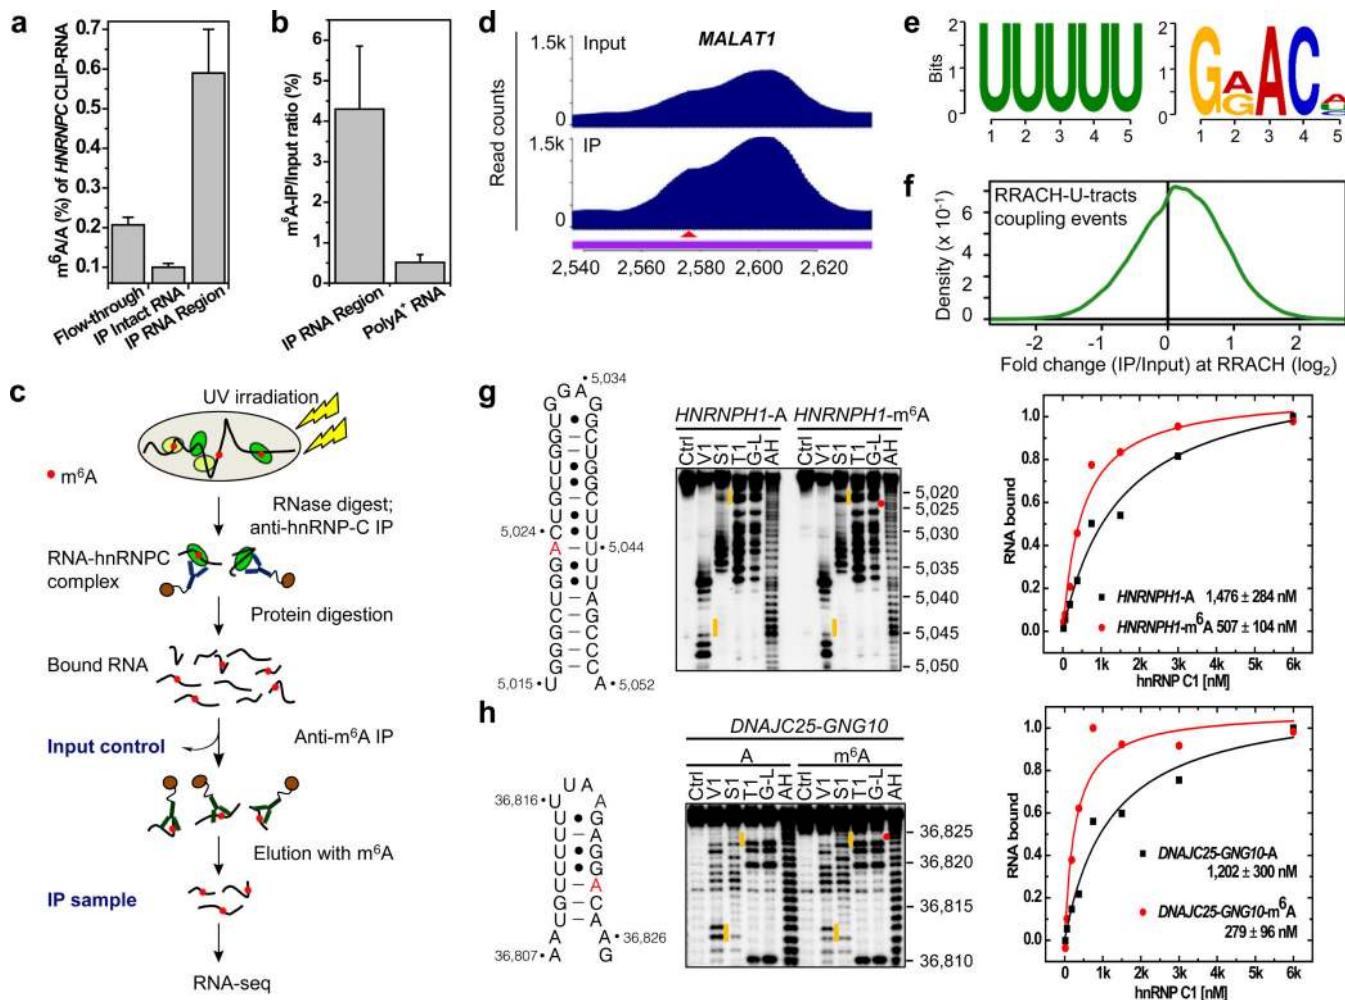 a
m⁶A/A (%) of HNRNPC CLIP-RNA
0.7
0.6
0.5
0.4
0.3
0.2
0.1
Flow-through
IP Intact RNA
IP RNA Region
b
m⁶A-IP/Input ratio (%)
6
5
4
3
2
1
0
IP RNA Region
PolyA⁺ RNA
c
UV irradiation
m⁶A
RNase digest;
anti-hnRNP-C IP
RNA-hnRNPC
complex
Protein digestion
Bound RNA
Input control
Anti-m⁶A IP
Elution with m⁶A
IP sample
RNA-seq
d
Read counts
1.5k
Input
MALAT1
0
1.5k
IP
0
2,540 2,560 2,580 2,600 2,620
e
Bits
2
1
0
UUUUU
1 2 3 4 5
2
1
0
G A G A C A
1 2 3 4 5
f
RRACH-U-tracts
coupling events
Density (x 10⁻¹)
6
4
2
0
-2 -1 0 1 2
Fold change (IP/Input) at RRACH (log₂)
g
5,034
G A
G G
U G
G C
G U
U G
U G
G C
U U
5,024 C U
A U 5,044
G U
G U
U A
C G
G C
G C
5,015 U A 5,052
HNRNPH1-A HNRNPH1-m⁶A
Ctrl V1 S1 T1 G-L AH Ctrl V1 S1 T1 G-L AH
5,020
5,025
5,030
5,035
5,040
5,045
5,050
RNA bound
1.0
0.8
0.6
0.4
0.2
0.0
HNRNPH1-A 1,476 ± 284 nM
HNRNPH1-m⁶A 507 ± 104 nM
0 1k 2k 3k 4k 5k 6k
hnRNP C1 [nM]
h
U A
36,816 U A
U G
U A
U G
U G
U A
U C
A A 36,826
36,807 A G
DNAJC25-GNG10
A m⁶A
Ctrl V1 S1 T1 G-L AH Ctrl V1 S1 T1 G-L AH
36,825
36,820
36,815
36,810
RNA bound
1.0
0.8
0.6
0.4
0.2
0.0
DNAJC25-GNG10-A
1,202 ± 300 nM
DNAJC25-GNG10-m⁶A
279 ± 96 nM
0 1k 2k 3k 4k 5k 6k
hnRNP C1 [nM]